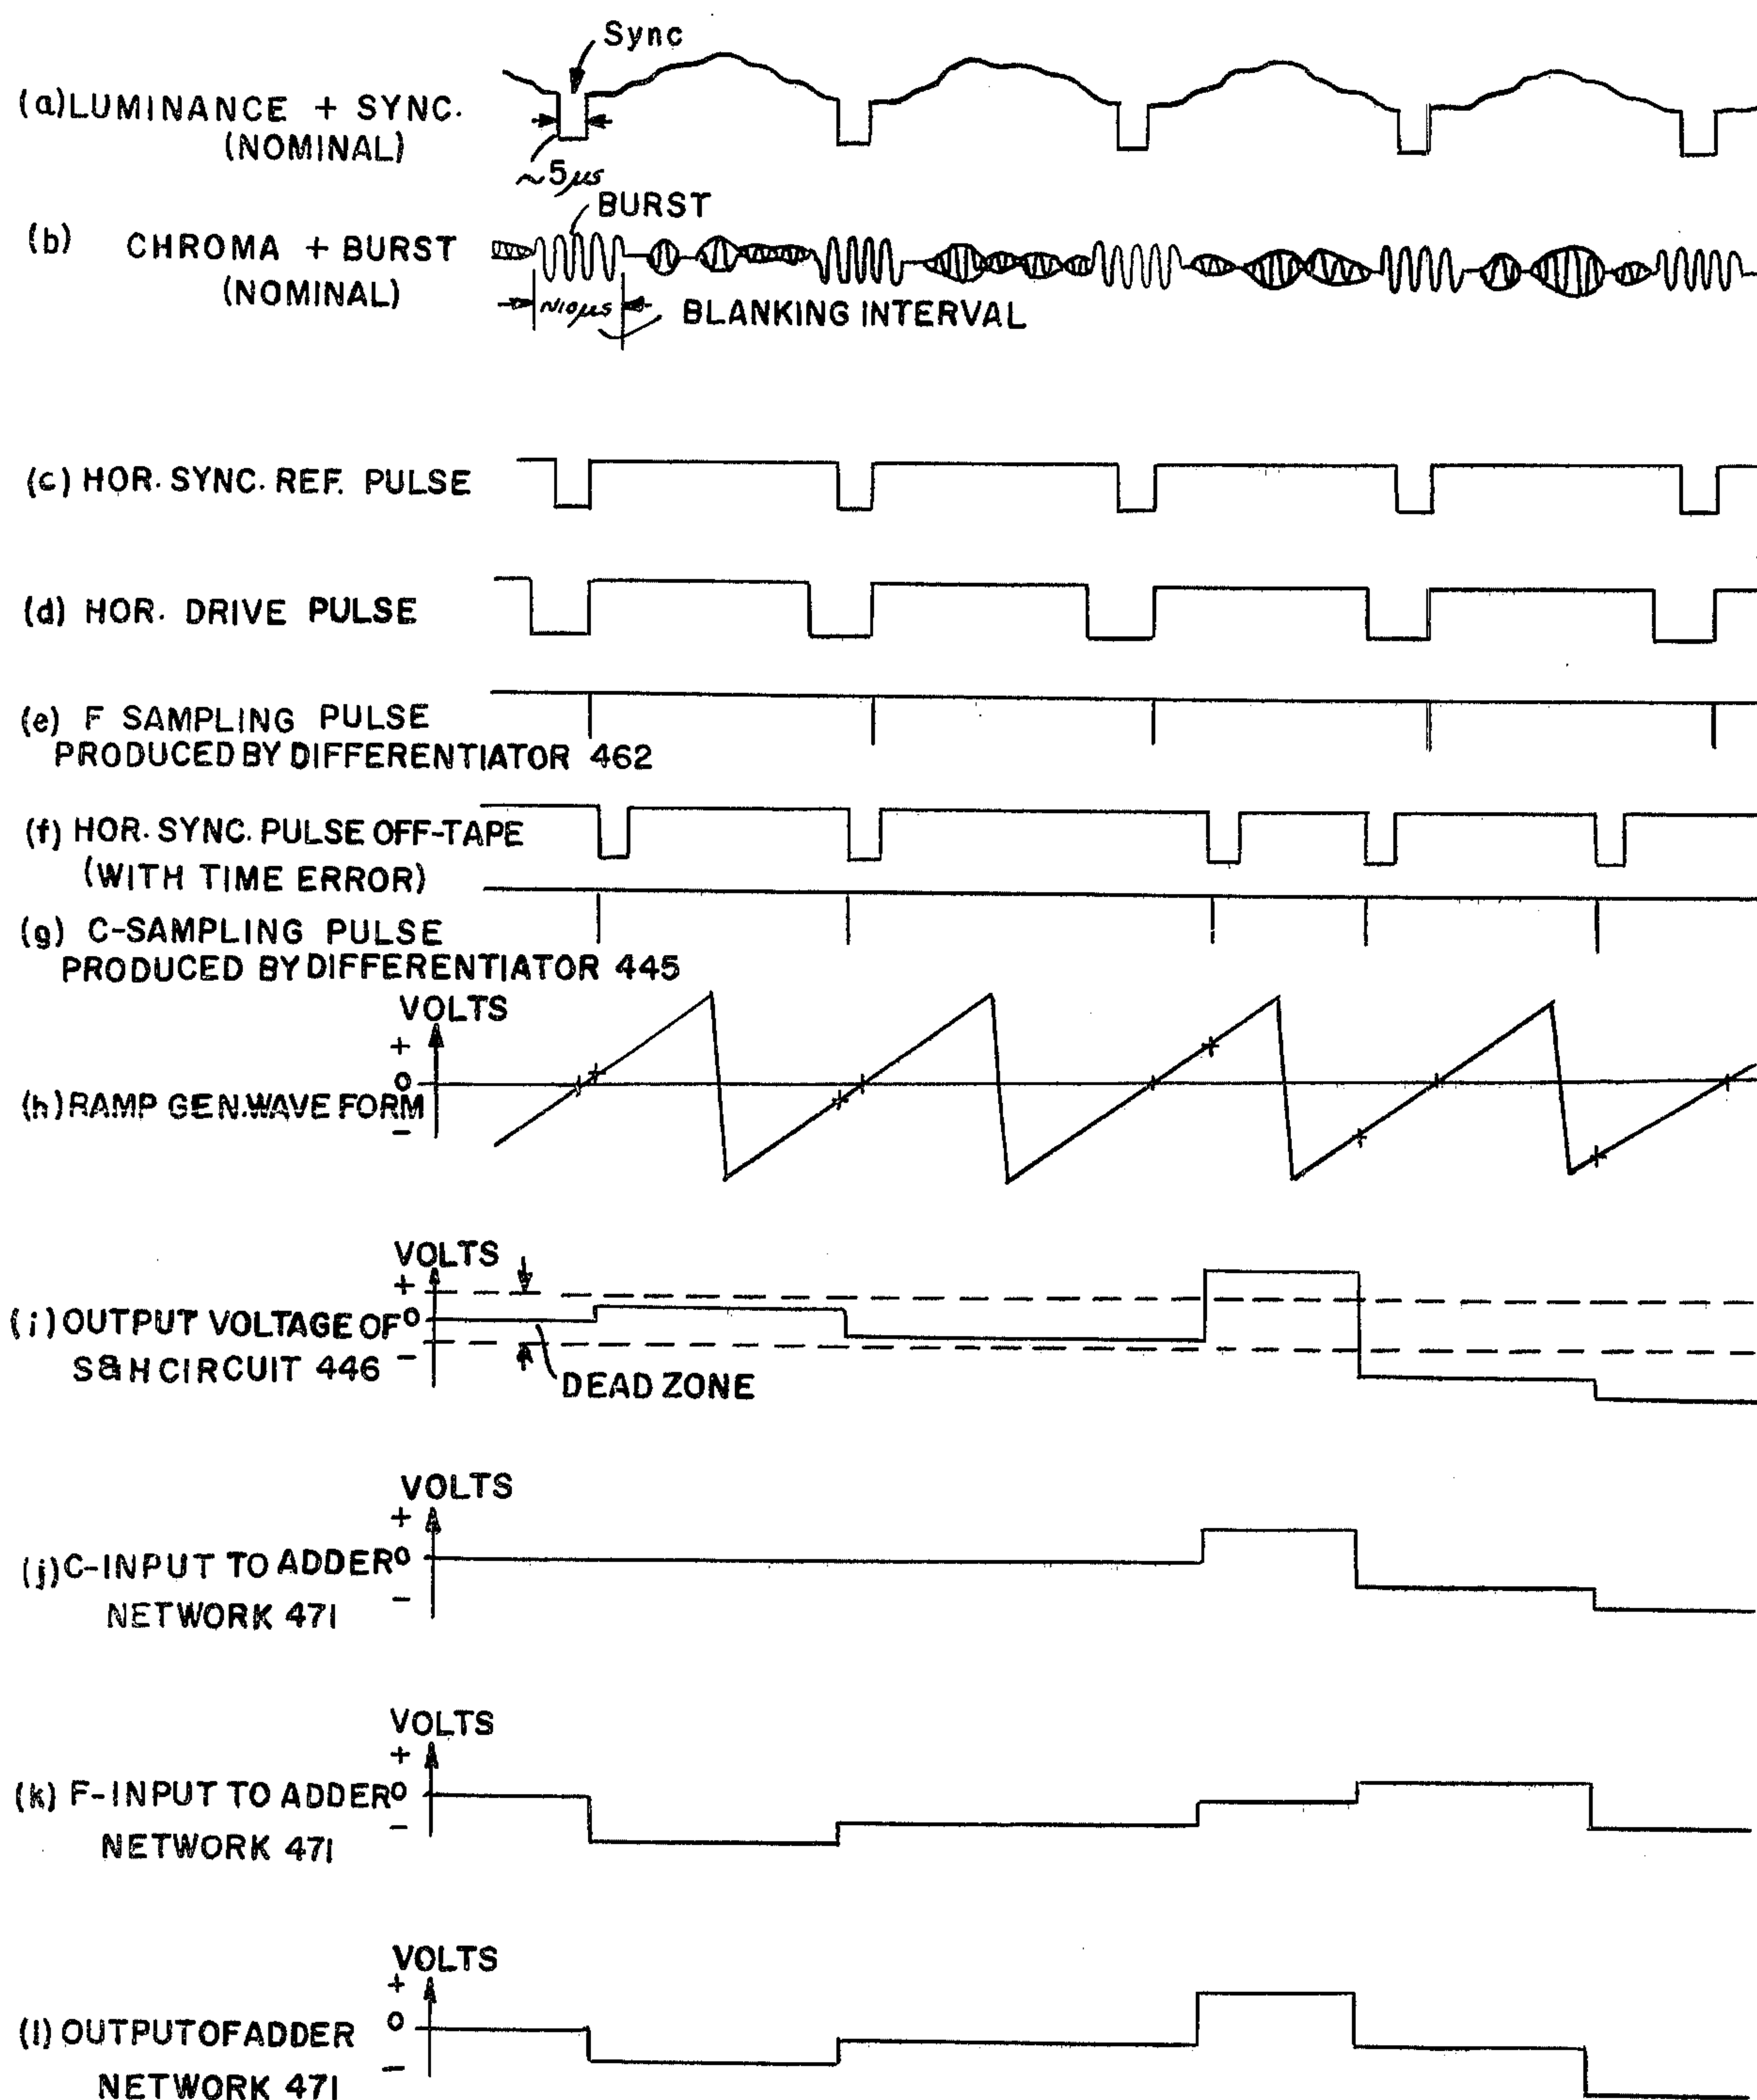 Sync
(a) LUMINANCE + SYNC.
(NOMINAL)
~5μs
BURST
(b) CHROMA + BURST
(NOMINAL)
~10μs
BLANKING INTERVAL
(c) HOR. SYNC. REF. PULSE
(d) HOR. DRIVE PULSE
(e) F SAMPLING PULSE
PRODUCED BY DIFFERENTIATOR 462
(f) HOR. SYNC. PULSE OFF-TAPE
(WITH TIME ERROR)
(g) C-SAMPLING PULSE
PRODUCED BY DIFFERENTIATOR 445
VOLTS
+
0
(h) RAMP GEN. WAVE FORM
-
VOLTS
+
(i) OUTPUT VOLTAGE OF 0
S&H CIRCUIT 446 -
DEAD ZONE
VOLTS
+
(j) C-INPUT TO ADDER 0
-
NETWORK 471
VOLTS
+
(k) F-INPUT TO ADDER 0
-
NETWORK 471
VOLTS
+
(l) OUTPUT OF ADDER 0
-
NETWORK 471